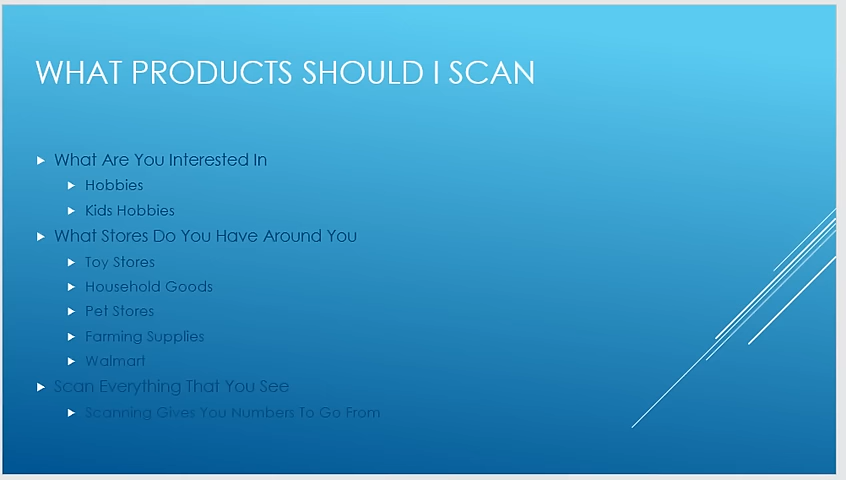 WHAT PRODUCTS SHOULD I SCAN
What Are You Interested In
Hobbies
Kids Hobbies
What Stores Do You Have Around You
Toy Stores
Household Goods
Pet Stores
Farming Supplies
Walmart
Scan Everything That You See
Scanning Gives You Numbers To Go From